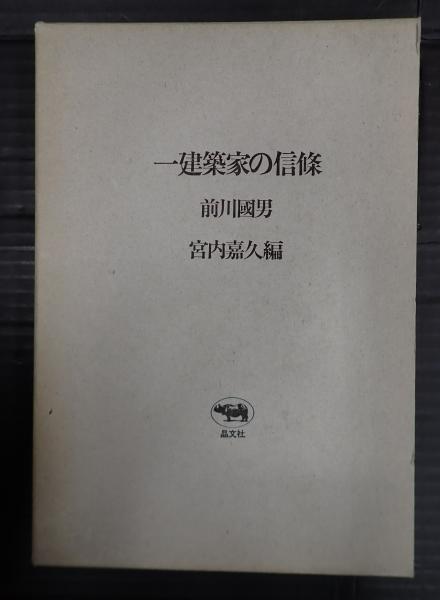 一建築家の信條
前川國男
宮内嘉久編
晶文社